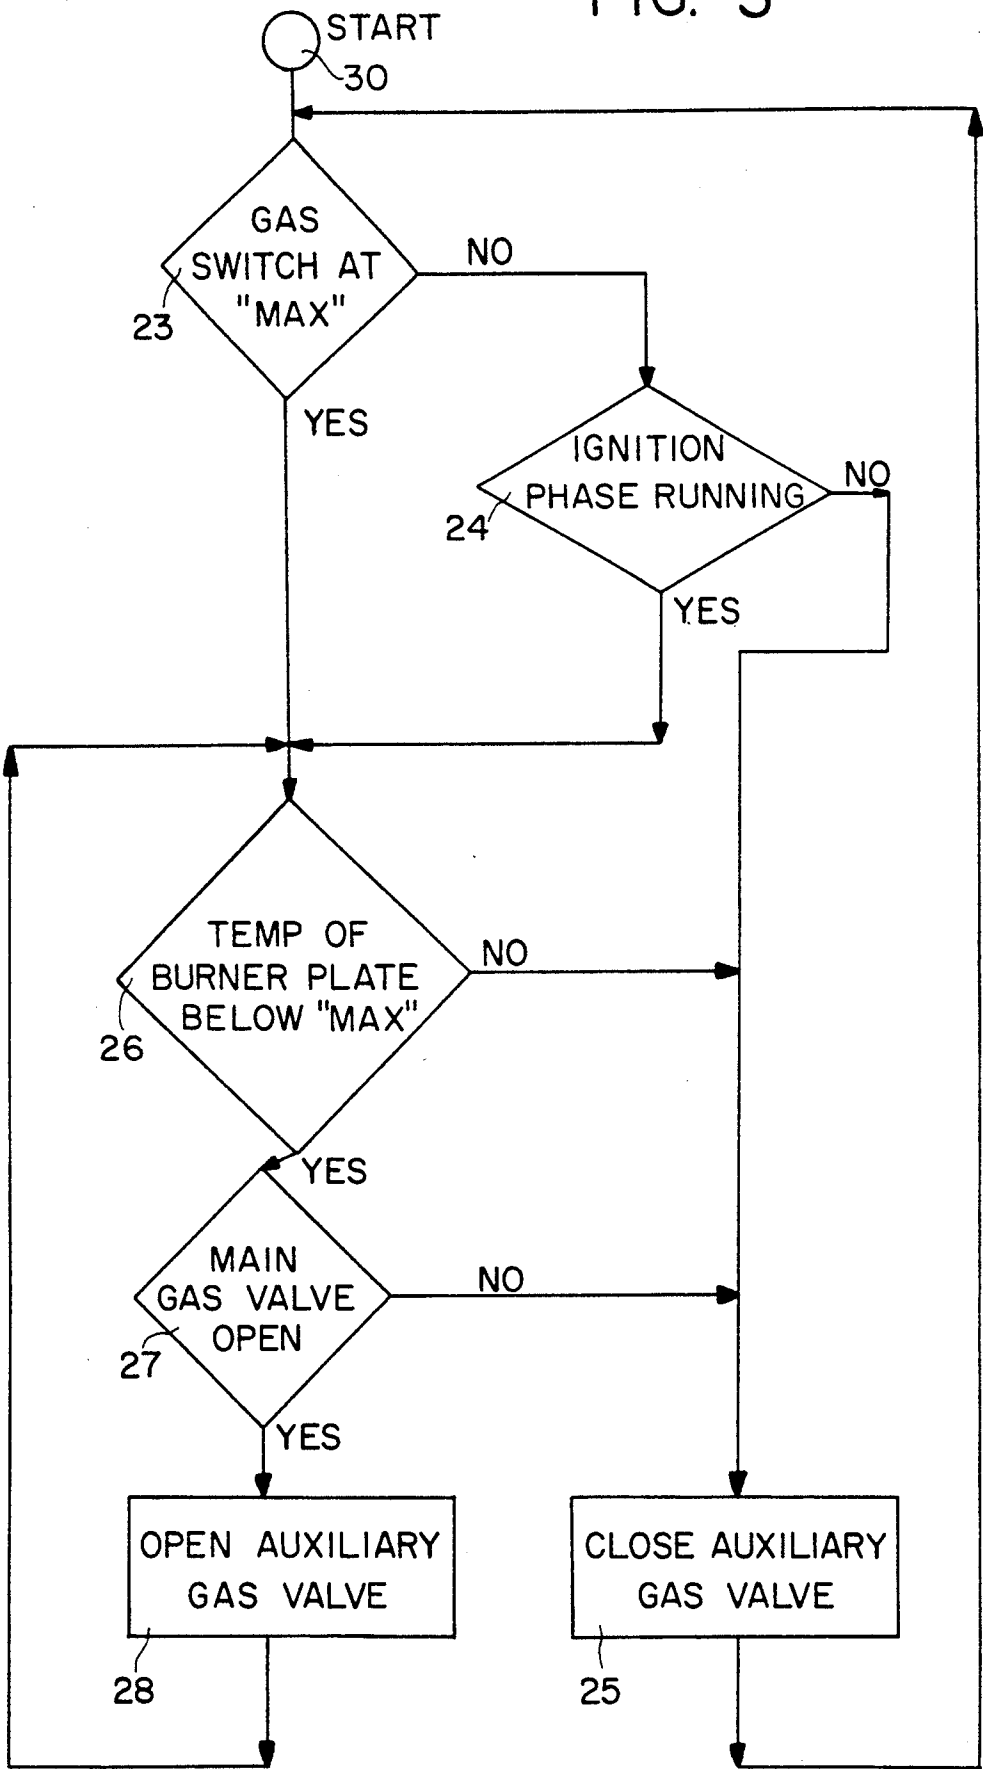 FIG. 3
START
30
GAS
SWITCH AT
"MAX"
23
NO
YES
IGNITION
PHASE RUNNING
24
NO
YES
TEMP OF
BURNER PLATE
BELOW "MAX"
26
NO
YES
MAIN
GAS VALVE
OPEN
27
NO
YES
OPEN AUXILIARY
GAS VALVE
28
CLOSE AUXILIARY
GAS VALVE
25